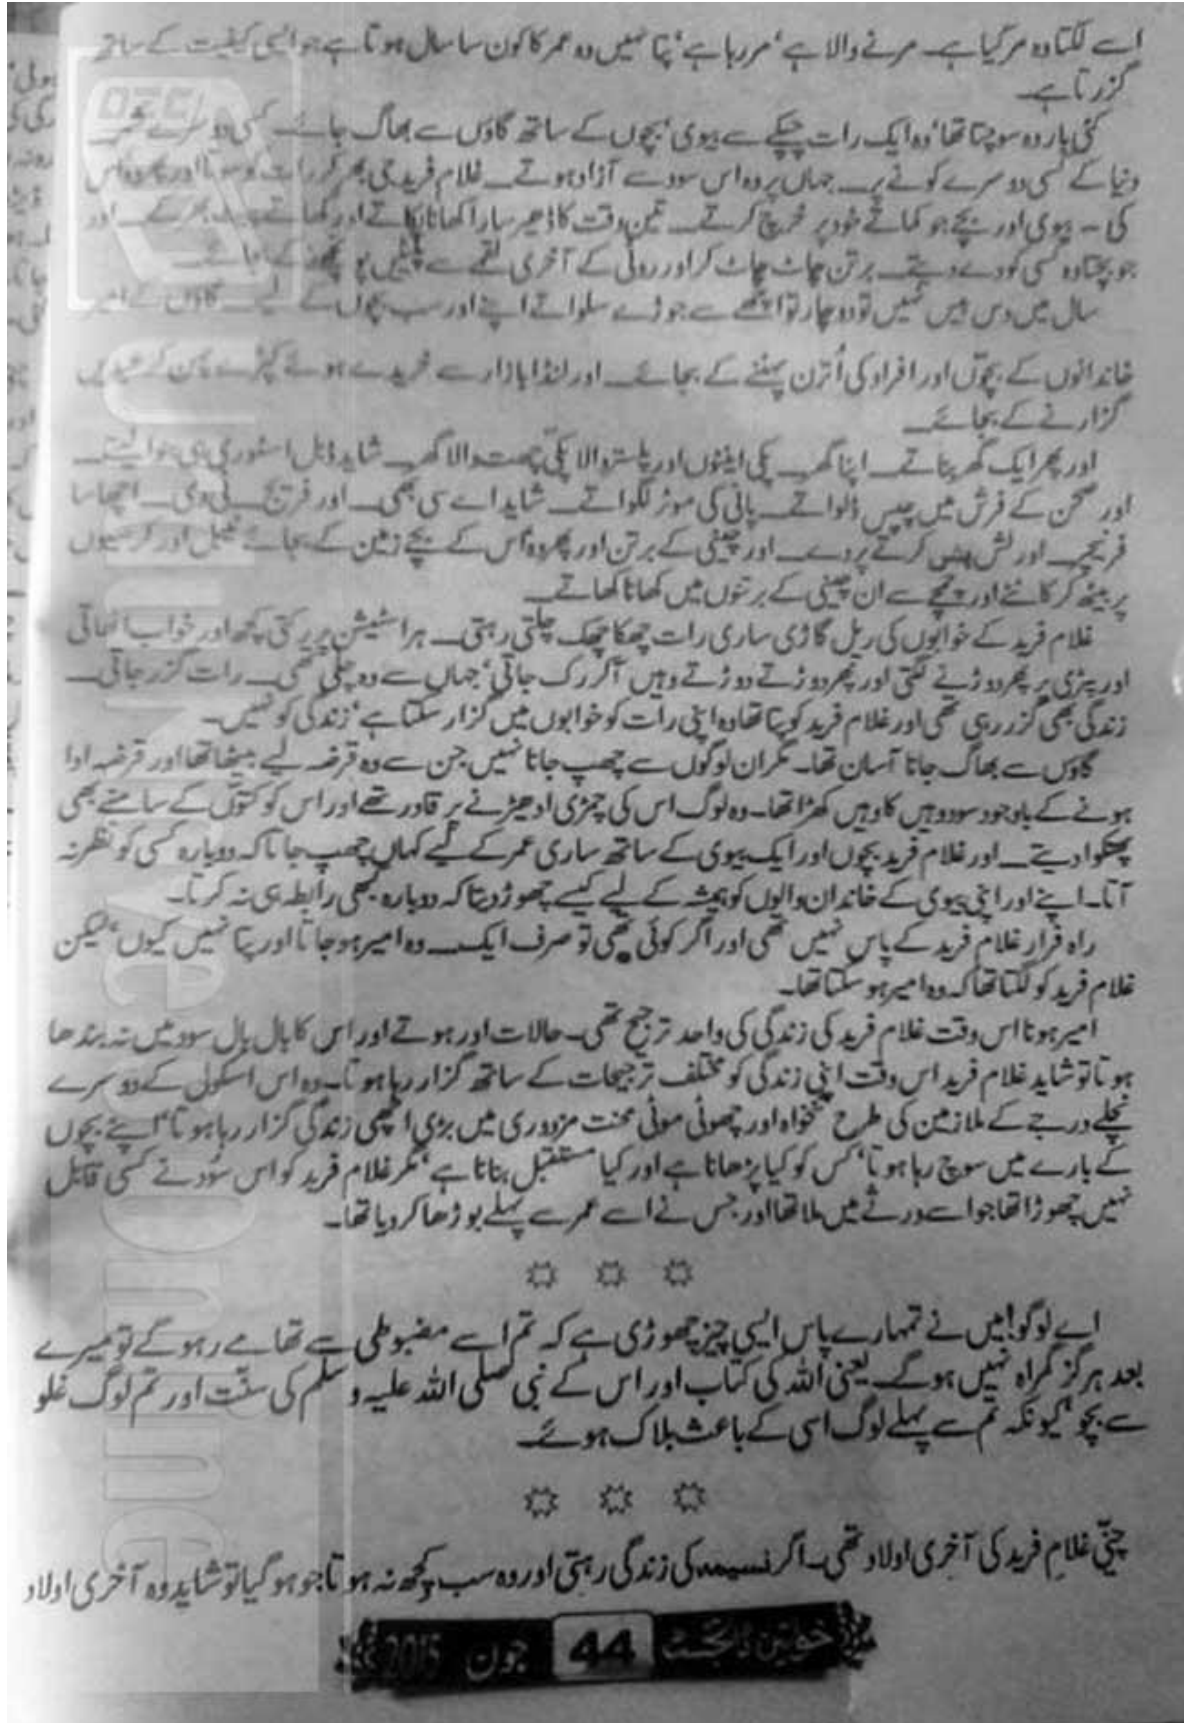 اسے لگتا وہ مرگیا ہے۔ مرنے والا ہے، مر رہا ہے، پتا نہیں وہ عمر کا کون سا سال ہوتا ہے جو ایسی کیفیت کے ساتھ
گزرتا ہے۔
کئی بار وہ سوچتا تھا، وہ ایک رات چپکے سے بیوی، بچوں کے ساتھ گاؤں سے بھاگ جائے۔ کسی دوسرے شہر۔
دنیا کے کسی دوسرے کونے پر۔ جہاں پر وہ اس سود سے آزاد ہوتے۔ غلام فرید جی بھر کر رات کو سوتا اور پھر وہ اس
کی۔ بیوی اور بچے جو کماتے خود پر خرچ کرتے۔ تین وقت کا ڈھیر سارا کھانا پکاتے اور کھاتے پیٹ بھر کے۔ اور
جو بچتا وہ کسی کو دے دیتے۔ برتن چاٹ چاٹ کر اور روٹی کے آخری لقمے سے پلیٹیں پونچھنے کے بجائے۔
سال میں دس بیس نہیں تو دو چار تو اچھے سے جوڑے سلواتے اپنے اور سب بچوں کے لیے۔ گاؤں کے امیر
خاندانوں کے بچوں اور افراد کی اُترن پہننے کے بجائے۔ اور لنڈا بازار سے خریدے ہوئے کپڑے پہن کے عیدیں
گزارنے کے بجائے۔
اور پھر ایک گھر بناتے۔ اپنا گھر۔ پکی اینٹوں اور پلستر والا پکی چھت والا گھر۔ شاید ڈبل اسٹوری ہی بنوا لیتے۔
اور صحن کے فرش میں چپس ڈلواتے۔ پانی کی موٹر لگواتے۔ شاید اے سی بھی۔ اور فریج۔ ٹی وی۔ اچھا سا
فرنیچر۔ اور لش پش کرتے پردے۔ اور چینی کے برتن اور پھر وہ اس کے بچے زمین کے بجائے ٹیبل اور کرسیوں
پر بیٹھ کر کانٹے اور چمچے سے ان چینی کے برتنوں میں کھانا کھاتے۔
غلام فرید کے خوابوں کی ریل گاڑی ساری رات چھکا چھک چلتی رہتی۔ ہر اسٹیشن پر رکتی کچھ اور خواب اٹھاتی
اور پٹڑی پر پھر دوڑنے لگتی اور پھر دوڑتے دوڑتے وہیں آکر رک جاتی، جہاں سے وہ چلی تھی۔ رات گزر جاتی۔
زندگی بھی گزر رہی تھی اور غلام فرید کو پتا تھا وہ اپنی رات کو خوابوں میں گزار سکتا ہے، زندگی کو نہیں۔
گاؤں سے بھاگ جانا آسان تھا۔ مگر ان لوگوں سے چھپ جانا نہیں جن سے وہ قرضہ لیے بیٹھا تھا اور قرضہ ادا
ہونے کے باوجود سود وہیں کا وہیں کھڑا تھا۔ وہ لوگ اس کی چمڑی ادھیڑنے پر قادر تھے اور اس کو کتوں کے سامنے بھی
پھنکوا دیتے۔ اور غلام فرید بچوں اور ایک بیوی کے ساتھ ساری عمر کے لیے کہاں چھپ جاتا کہ دوبارہ کسی کو نظر نہ
آتا۔ اپنے اور اپنی بیوی کے خاندان والوں کو ہمیشہ کے لیے کیسے چھوڑ دیتا کہ دوبارہ کبھی رابطہ ہی نہ کرتا۔
راہ فرار غلام فرید کے پاس نہیں تھی اور اگر کوئی تھی تو صرف ایک۔ وہ امیر ہوجاتا اور پتا نہیں کیوں، لیکن
غلام فرید کو لگتا تھا کہ وہ امیر ہو سکتا تھا۔
امیر ہونا اس وقت غلام فرید کی زندگی کی واحد ترجیح تھی۔ حالات اور ہوتے اور اس کا بال بال سود میں نہ بندھا
ہوتا تو شاید غلام فرید اس وقت اپنی زندگی کو مختلف ترجیحات کے ساتھ گزار رہا ہوتا۔ وہ اس اسکول کے دوسرے
نچلے درجے کے ملازمین کی طرح تنخواہ اور چھوٹی موٹی محنت مزدوری میں بڑی اچھی زندگی گزار رہا ہوتا، اپنے بچوں
کے بارے میں سوچ رہا ہوتا، کس کو کیا پڑھانا ہے اور کیا مستقبل بنانا ہے، مگر غلام فرید کو اس سود نے کسی قابل
نہیں چھوڑا تھا جو اسے ورثے میں ملا تھا اور جس نے اسے عمر سے پہلے بوڑھا کر دیا تھا۔
اے لوگو! میں نے تمہارے پاس ایسی چیز چھوڑی ہے کہ تم اسے مضبوطی سے تھامے رہوگے تو میرے
بعد ہرگز گمراہ نہیں ہوگے۔ یعنی اللہ کی کتاب اور اس کے نبی صلی اللہ علیہ وسلم کی سنّت اور تم لوگ غلو
سے بچو، کیونکہ تم سے پہلے لوگ اسی کے باعث ہلاک ہوئے۔
چنی غلام فرید کی آخری اولاد تھی۔ اگر نسیمہ کی زندگی رہتی اور وہ سب کچھ نہ ہوتا جو ہو گیا تو شاید وہ آخری اولاد
خواتین ڈائجسٹ 44 جون 2015